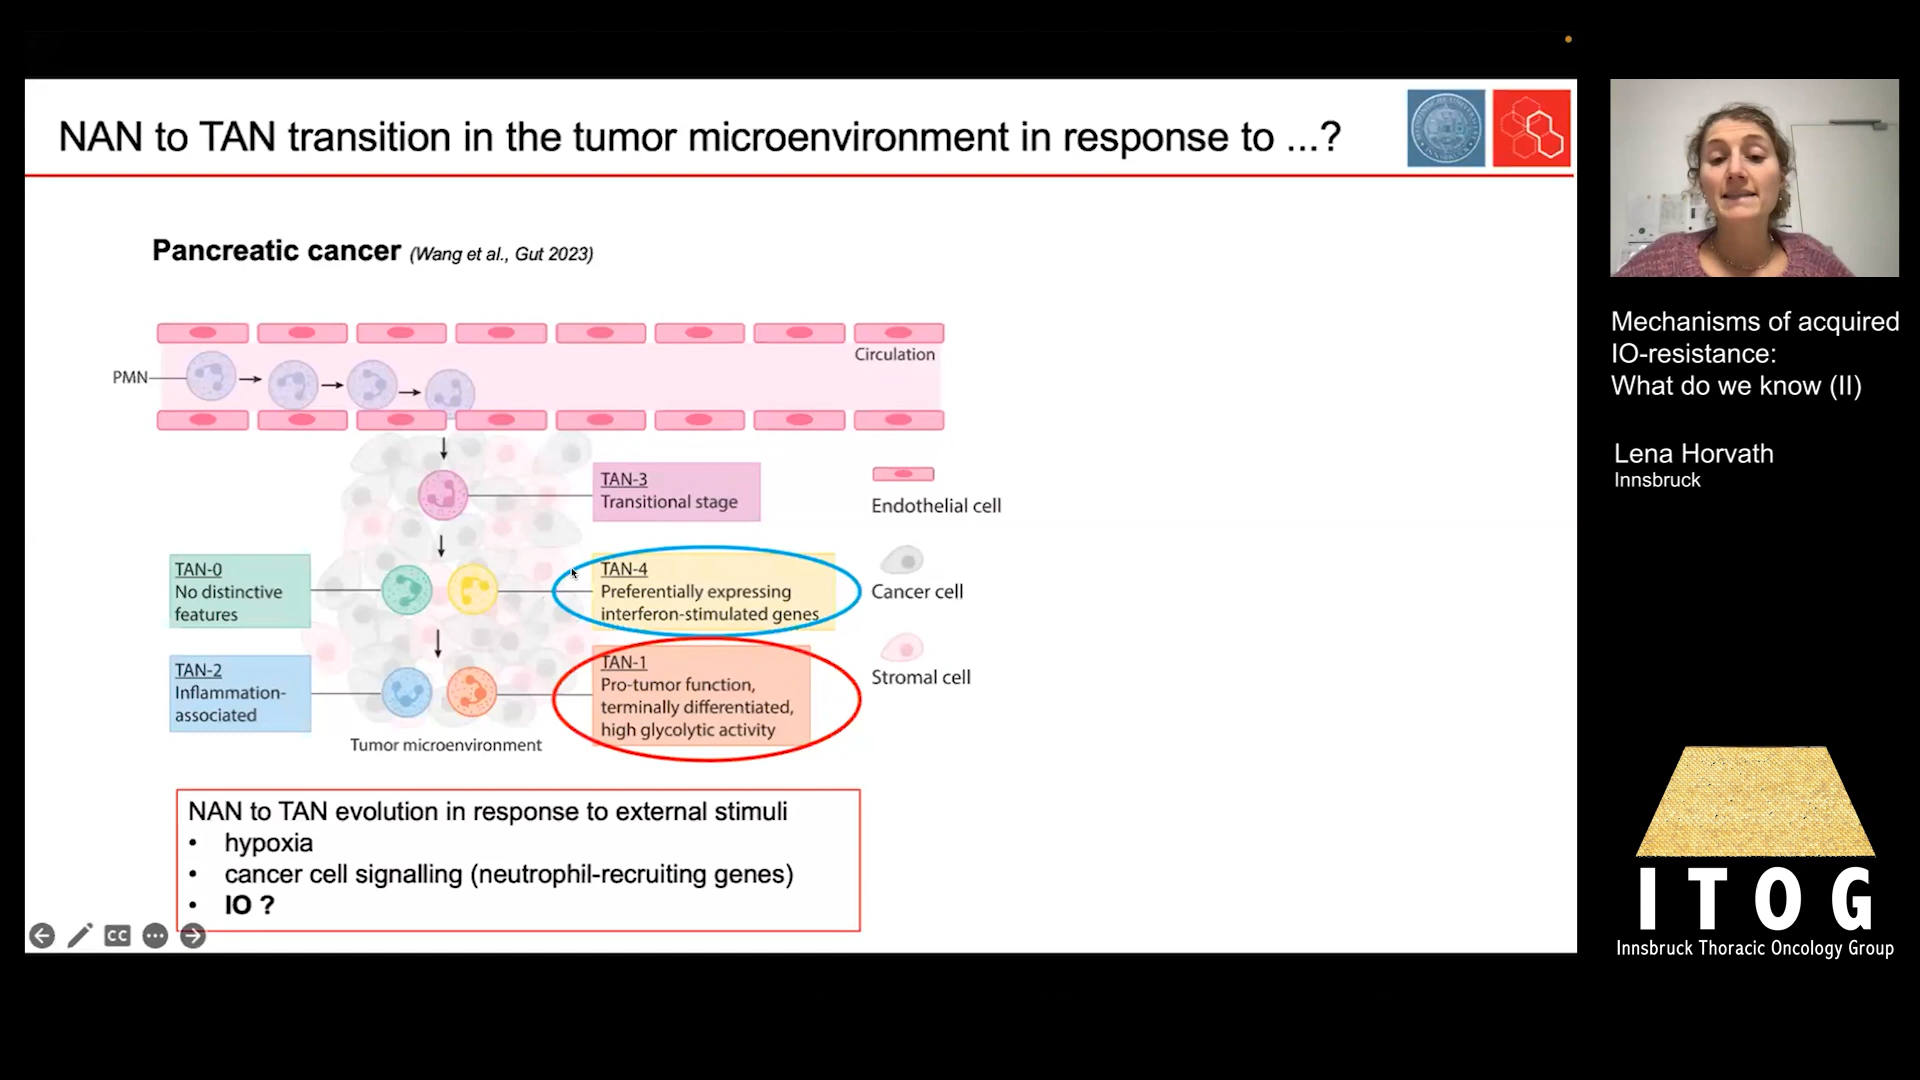 NAN to TAN transition in the tumor microenvironment in response to ...?
Pancreatic cancer (Wang et al., Gut 2023)
Circulation
PMN
TAN-3
Transitional stage
Endothelial cell
TAN-0
No distinctive
features
TAN-4
Preferentially expressing
interferon-stimulated genes
Cancer cell
TAN-2
Inflammation-
associated
TAN-1
Pro-tumor function,
terminally differentiated,
high glycolytic activity
Stromal cell
Tumor microenvironment
NAN to TAN evolution in response to external stimuli
• hypoxia
• cancer cell signalling (neutrophil-recruiting genes)
• IO ?
CC
Mechanisms of acquired
IO-resistance:
What do we know (II)
Lena Horvath
Innsbruck
ITOG
Innsbruck Thoracic Oncology Group